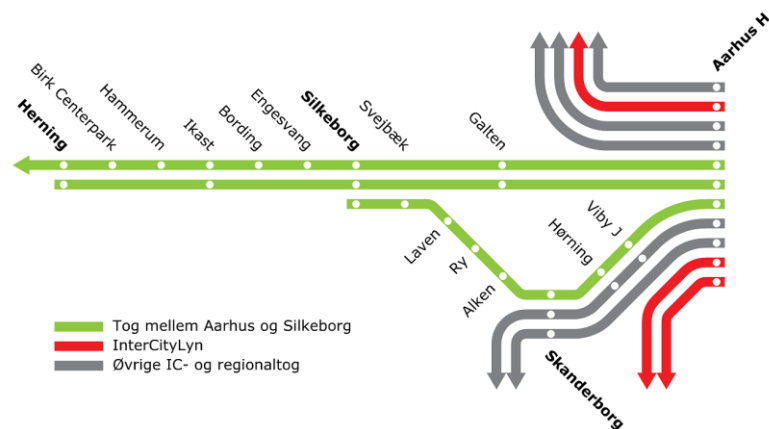 Herning
Birk Centerpark
Hammerum
Ikast
Bording
Engesvang
Silkeborg
Svejbæk
Galten
Aarhus H
Laven
Ry
Alken
Hørning
Viby J
Skanderborg
Tog mellem Aarhus og Silkeborg
InterCityLyn
Øvrige IC- og regionaltog